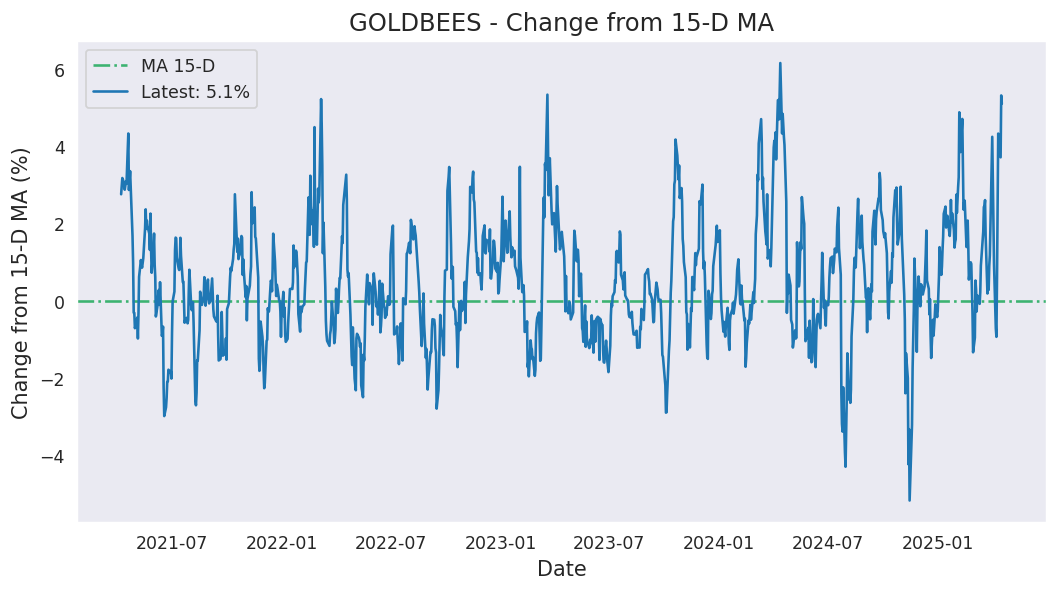 GOLDBEES - Change from 15-D MA
MA 15-D
Latest: 5.1%
Change from 15-D MA (%)
6
4
2
0
−2
−4
2021-07 2022-01 2022-07 2023-01 2023-07 2024-01 2024-07 2025-01
Date